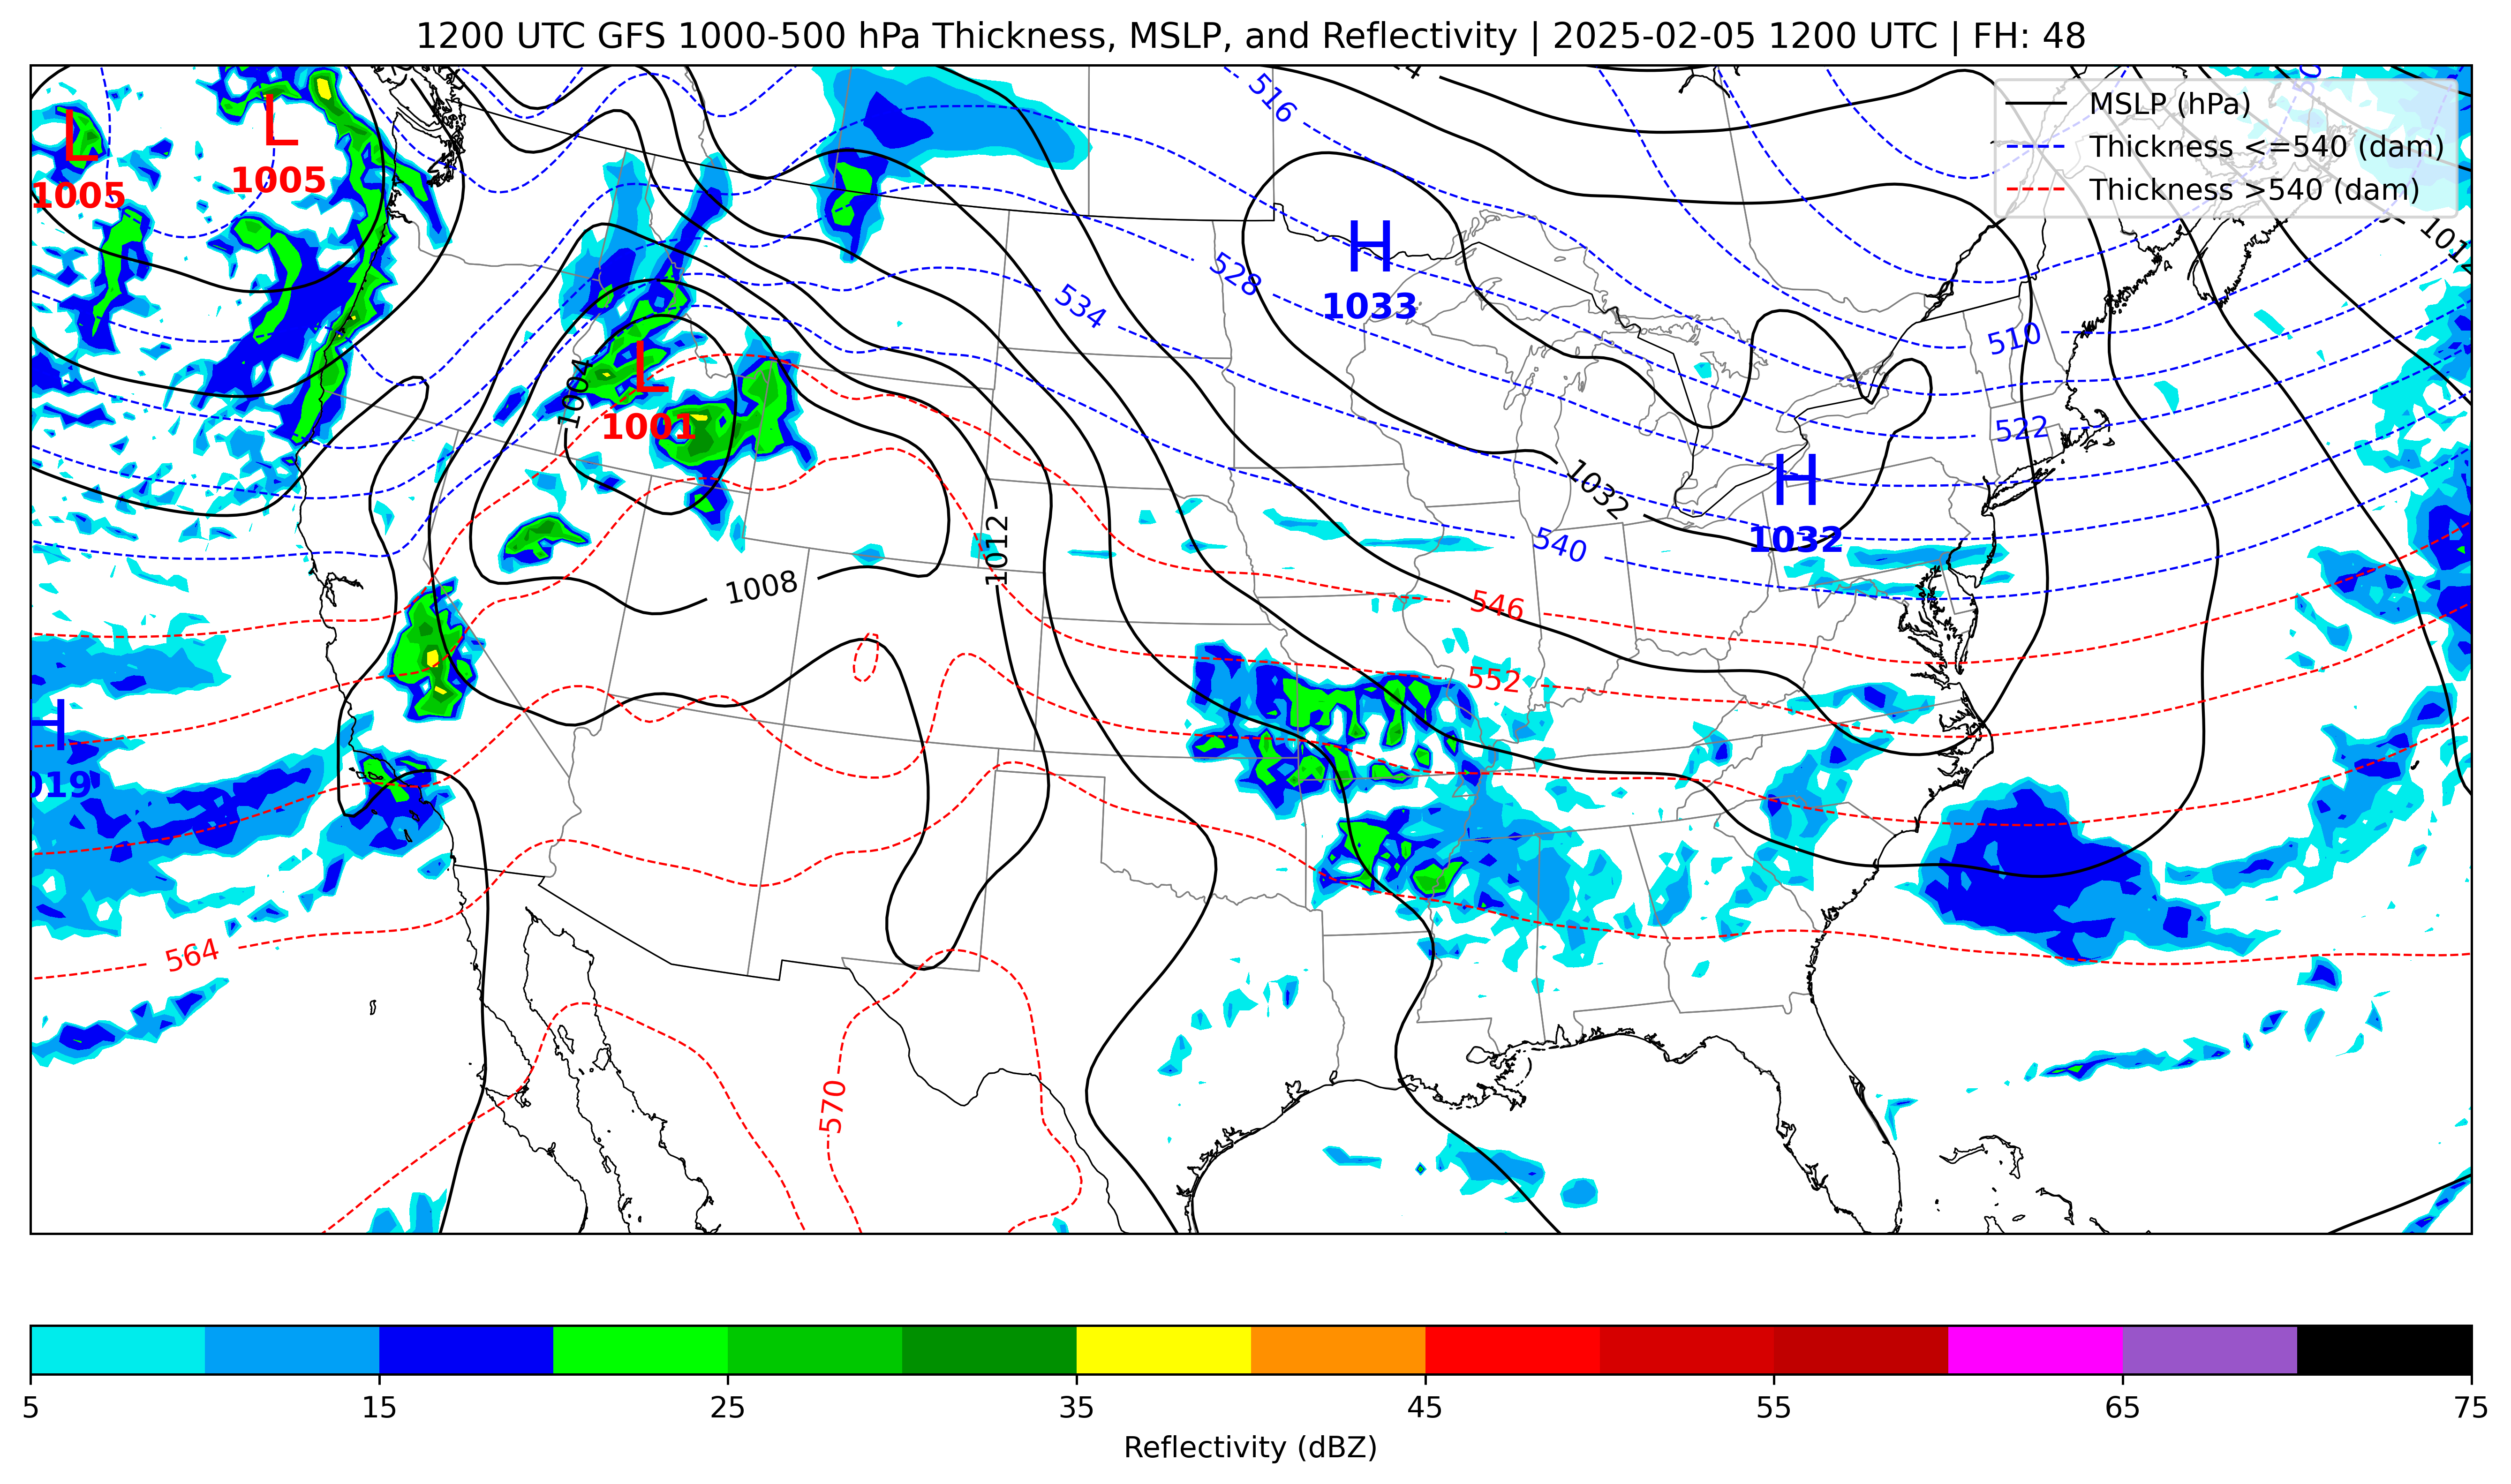 1200 UTC GFS 1000-500 hPa Thickness, MSLP, and Reflectivity | 2025-02-05 1200 UTC | FH: 48
MSLP (hPa)
Thickness <=540 (dam)
Thickness >540 (dam)
L
1005
L
1005
516
1012
H
1033
528
534
510
L
1001
1004
522
1032
H
1032
540
1012
1008
546
552
H
019
564
570
5 15 25 35 45 55 65 75
Reflectivity (dBZ)